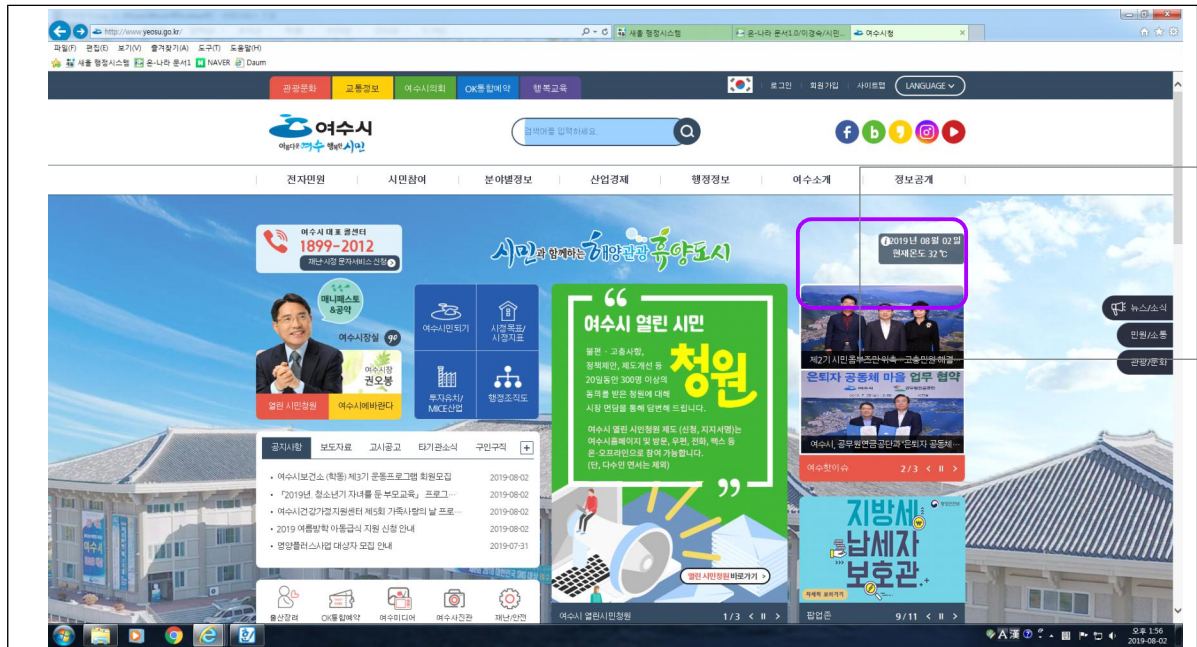 http://www.yeosu.go.kr/
새올 행정시스템
온-나라 문서1.0/이경숙/시민...
여수시청
파일(F) 편집(E) 보기(V) 즐겨찾기(A) 도구(T) 도움말(H)
새올 행정시스템 온-나라 문서1 NAVER Daum
관광문화 교통정보 여수시의회 OK통합예약 행복교육
로그인 회원가입 사이트맵 LANGUAGE
여수시
아름다운 여수 행복한 시민
검색어를 입력하세요.
전자민원 시민참여 분야별정보 산업경제 행정정보 여수소개 정보공개
여수시 대표 콜센터
1899-2012
재난·시정 문자서비스 신청
시민과 함께하는 해양관광 휴양도시
2019년 08월 02일
현재온도 32 ℃
매니페스토
&공약
여수시장실 go
여수시장
권오봉
열린 시민청원 여수시에바란다
여수시민되기
시정목표/
시정지표
투자유치/
MICE산업
행정조직도
여수시 열린 시민
청원
불편ㆍ고충사항,
정책제안, 제도개선 등
20일동안 300명 이상의
동의를 받은 청원에 대해
시장 면담을 통해 답변해 드립니다.
여수시 열린 시민청원 제도 (신청, 지지서명)는
여수시홈페이지 및 방문, 우편, 전화, 팩스 등
온·오프라인으로 참여 가능합니다.
(단, 다수인 연서는 제외)
열린 시민청원 바로가기 >
여수시 열린시민청원 1/3
제2기 시민옴부즈만 위촉…고충민원 해결…
은퇴자 공동체 마을 업무 협약
여수시, 공무원연금공단과 '은퇴자 공동체…
여수핫이슈 2/3
뉴스/소식
민원/소통
관광/문화
공지사항 보도자료 고시공고 타기관소식 구인구직 +
여수시보건소 (학동) 제3기 운동프로그램 회원모집 2019-08-02
「2019년. 청소년기 자녀를 둔 부모교육」 프로그… 2019-08-02
여수시건강가정지원센터 제5회 가족사랑의 날 프로… 2019-08-02
2019 여름방학 아동급식 지원 신청 안내 2019-08-02
영양플러스사업 대상자 모집 안내 2019-07-31
출산장려 OK통합예약 여수미디어 여수사진관 재난/안전
지방세
납세자
보호관
자세히 보러가기
팝업존 9/11
오후 1:56
2019-08-02